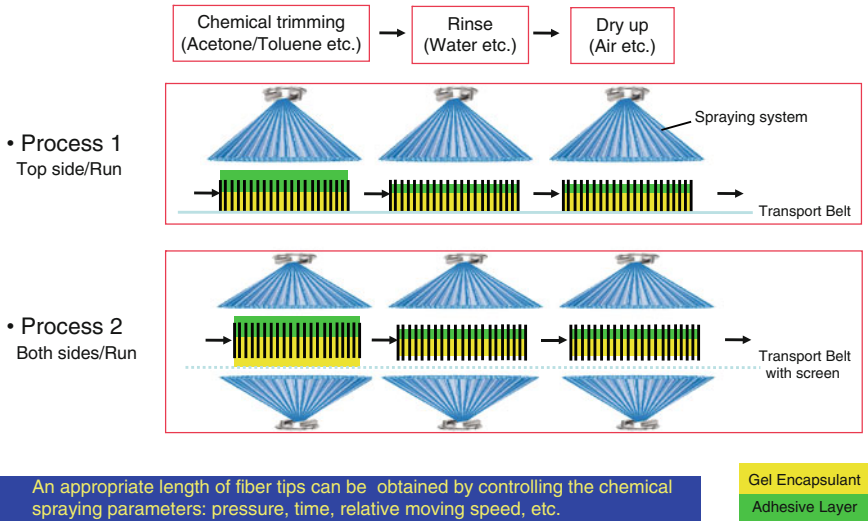 Chemical trimming
(Acetone/Toluene etc.)
Rinse
(Water etc.)
Dry up
(Air etc.)
• Process 1
Top side/Run
Spraying system
Transport Belt
• Process 2
Both sides/Run
Transport Belt
with screen
An appropriate length of fiber tips can be obtained by controlling the chemical
spraying parameters: pressure, time, relative moving speed, etc.
Gel Encapsulant
Adhesive Layer